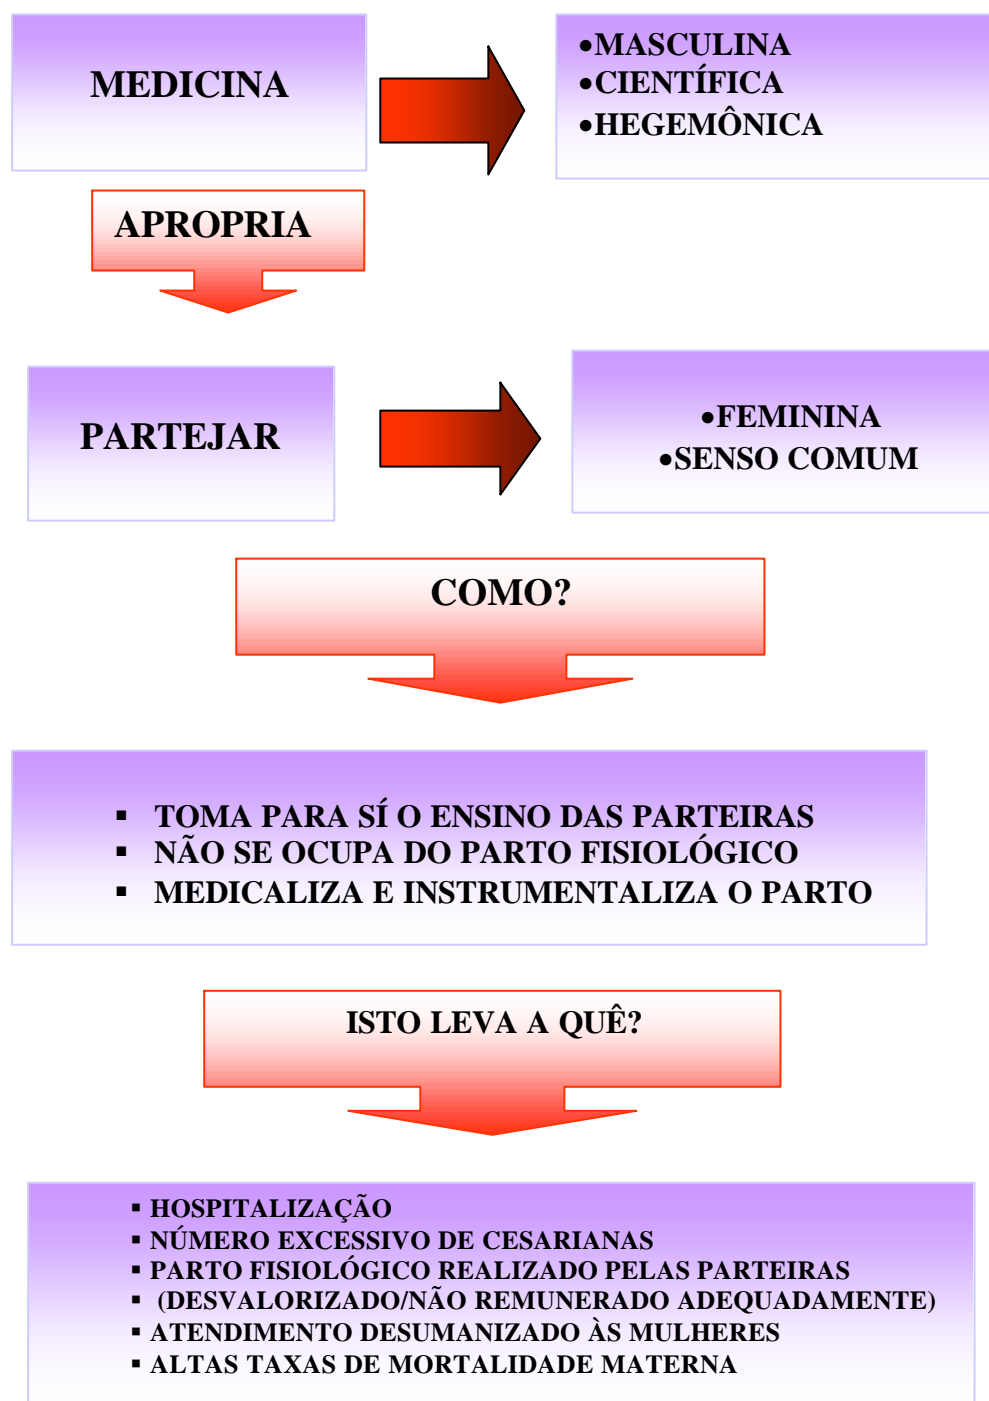 MEDICINA
•MASCULINA
•CIENTÍFICA
•HEGEMÔNICA
APROPRIA
PARTEJAR
•FEMININA
•SENSO COMUM
COMO?
▪ TOMA PARA SÍ O ENSINO DAS PARTEIRAS
▪ NÃO SE OCUPA DO PARTO FISIOLÓGICO
▪ MEDICALIZA E INSTRUMENTALIZA O PARTO
ISTO LEVA A QUÊ?
▪ HOSPITALIZAÇÃO
▪ NÚMERO EXCESSIVO DE CESARIANAS
▪ PARTO FISIOLÓGICO REALIZADO PELAS PARTEIRAS
▪ (DESVALORIZADO/NÃO REMUNERADO ADEQUADAMENTE)
▪ ATENDIMENTO DESUMANIZADO ÀS MULHERES
▪ ALTAS TAXAS DE MORTALIDADE MATERNA